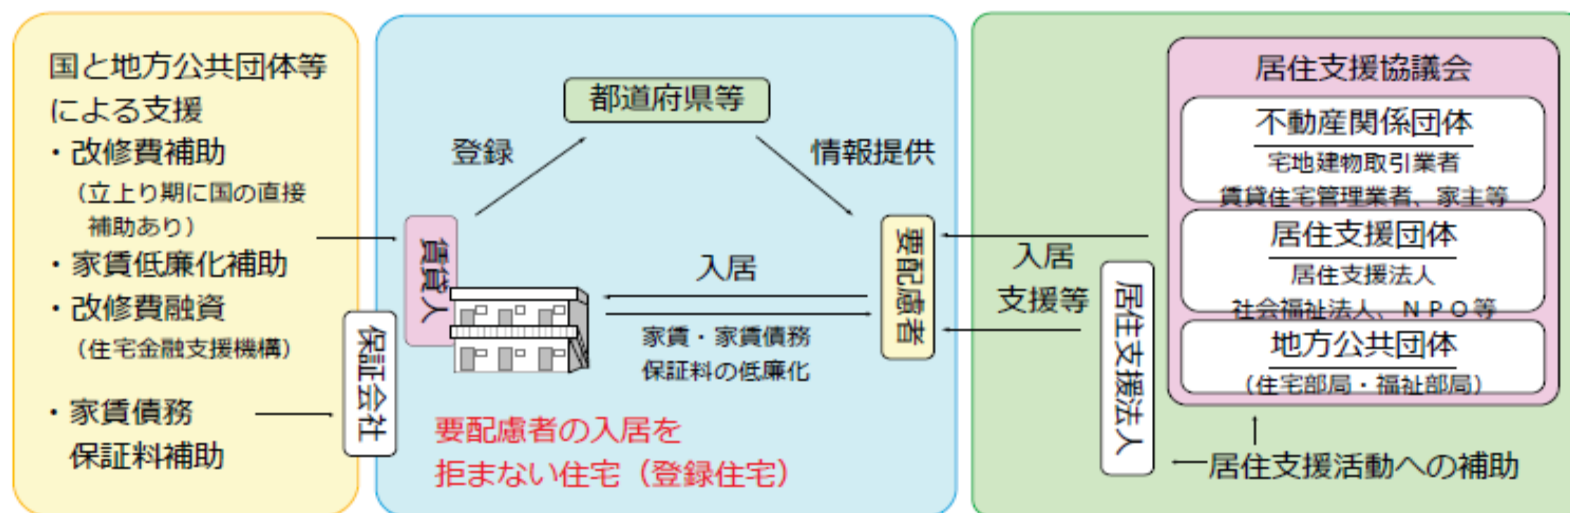 国と地方公共団体等
による支援
・改修費補助
（立上り期に国の直接
補助あり）
・家賃低廉化補助
・改修費融資
（住宅金融支援機構）
・家賃債務
保証料補助
保証会社
都道府県等
登録
情報提供
賃貸人
要配慮者
入居
家賃・家賃債務
保証料の低廉化
要配慮者の入居を
拒まない住宅（登録住宅）
入居
支援等
居住支援法人
居住支援協議会
不動産関係団体
宅地建物取引業者
賃貸住宅管理業者、家主等
居住支援団体
居住支援法人
社会福祉法人、ＮＰＯ等
地方公共団体
（住宅部局・福祉部局）
居住支援活動への補助